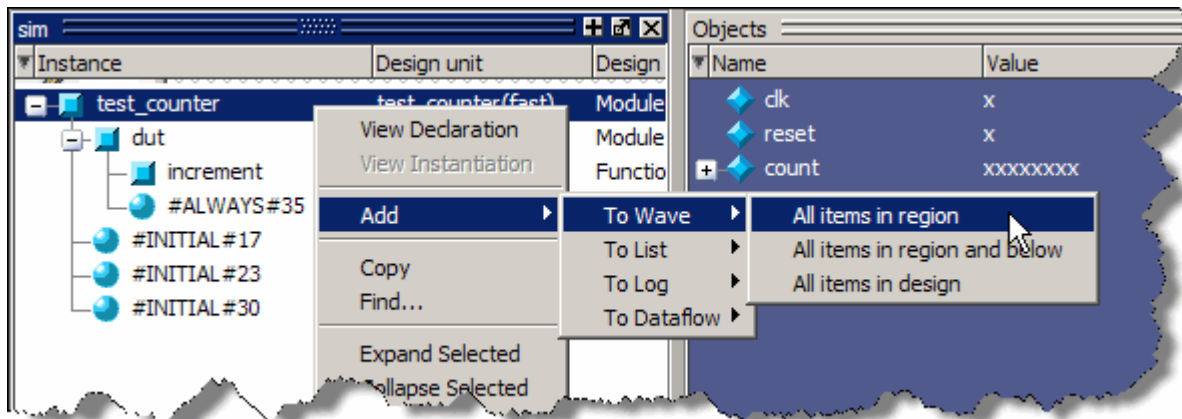 sim
Objects
Instance Design unit Design
Name Value
test_counter test_counter(fast) Module
dut Module
increment Functio
#ALWAYS#35
#INITIAL#17
#INITIAL#23
#INITIAL#30
clk x
reset x
count xxxxxxxx
View Declaration
View Instantiation
Add
Copy
Find...
Expand Selected
Collapse Selected
To Wave
To List
To Log
To Dataflow
All items in region
All items in region and below
All items in design